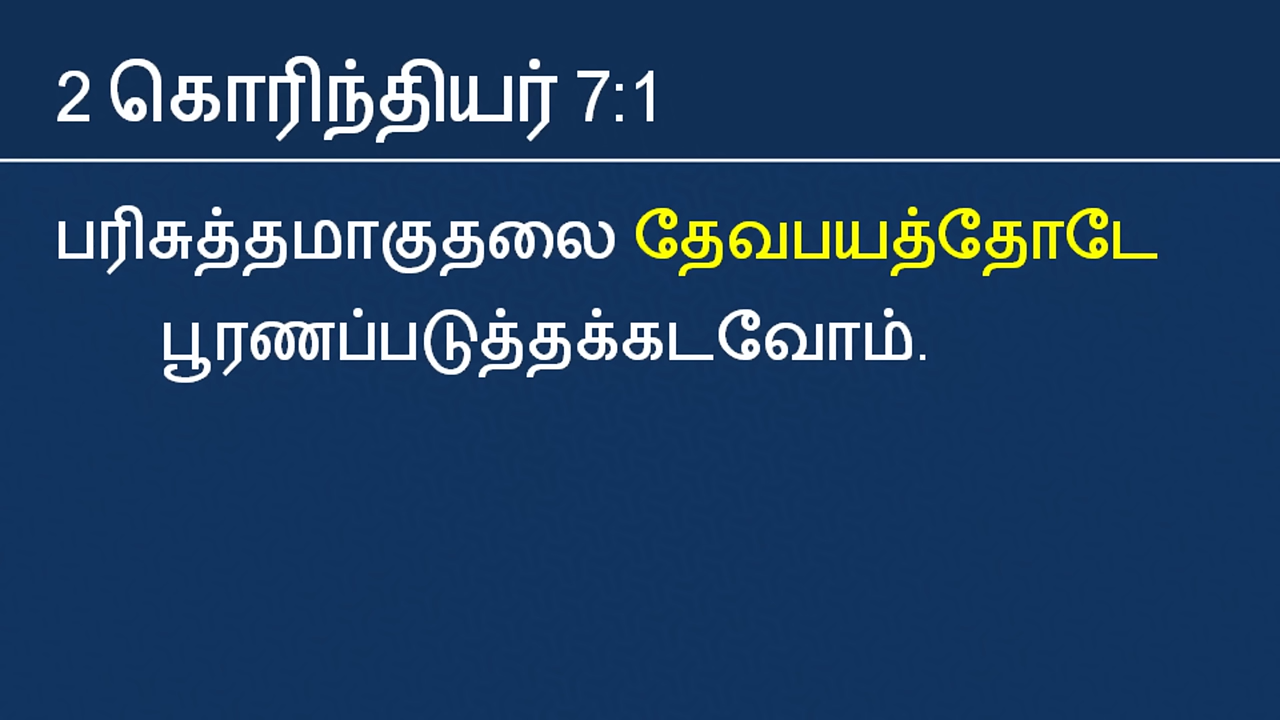 2 கொரிந்தியர் 7:1
பரிசுத்தமாகுதலை தேவபயத்தோடே
பூரணப்படுத்தக்கடவோம்.